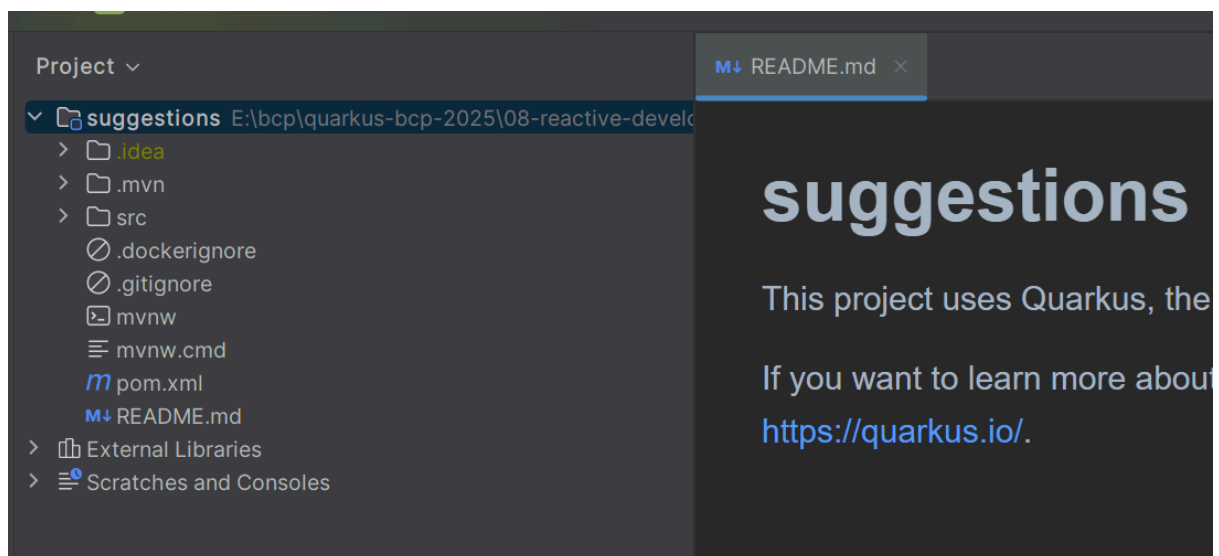 Project
README.md
suggestions E:\bcp\quarkus-bcp-2025\08-reactive-develo
.idea
.mvn
src
.dockerignore
.gitignore
mvnw
mvnw.cmd
pom.xml
README.md
External Libraries
Scratches and Consoles
suggestions
This project uses Quarkus, the
If you want to learn more about
https://quarkus.io/.